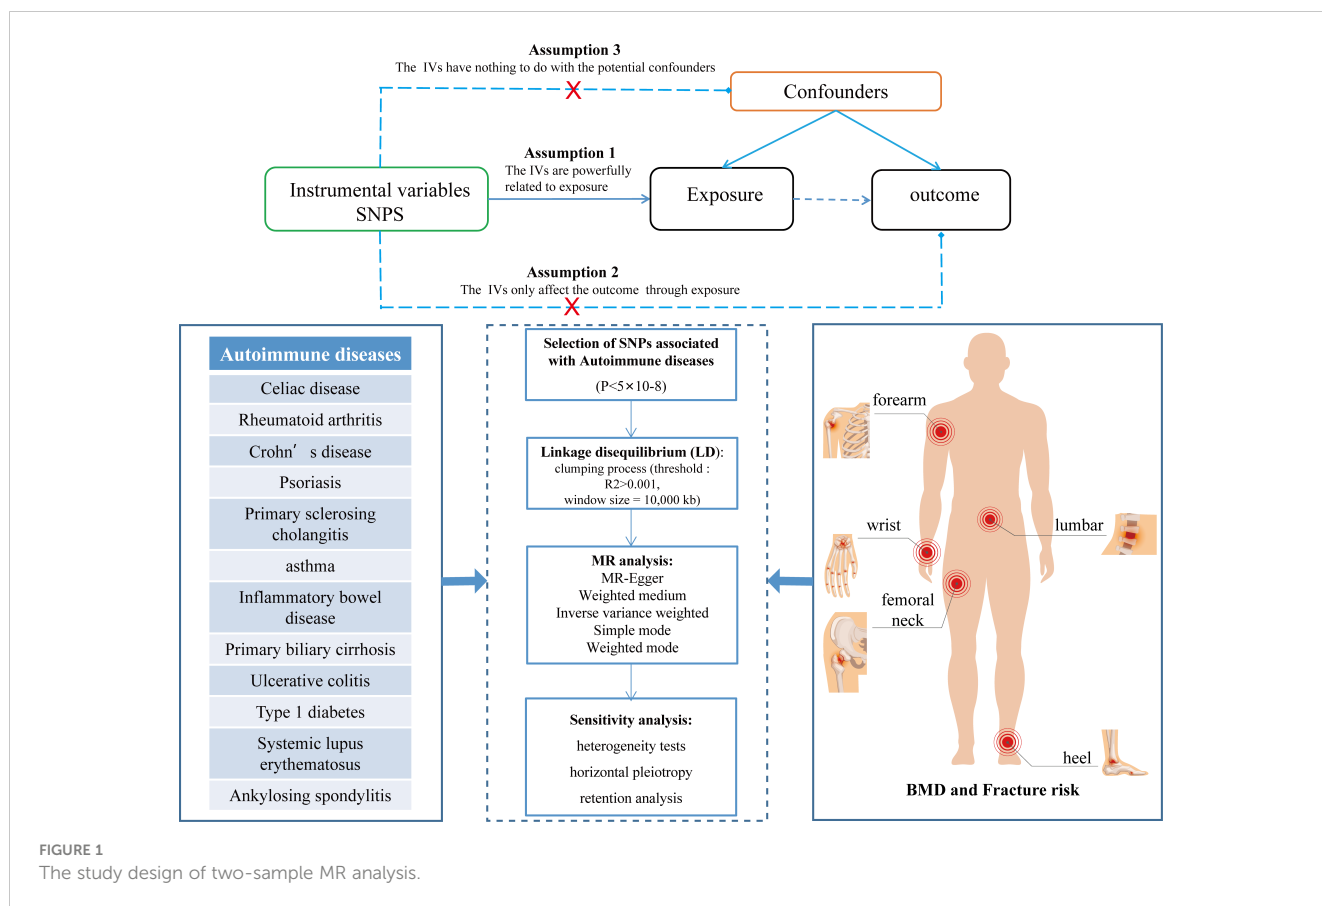 Assumption 3
The IVs have nothing to do with the potential confounders
X
Confounders
Assumption 1
The IVs are powerfully
related to exposure
Instrumental variables
SNPS
Exposure
outcome
Assumption 2
The IVs only affect the outcome through exposure
X
Autoimmune diseases
Celiac disease
Rheumatoid arthritis
Crohn′ s disease
Psoriasis
Primary sclerosing
cholangitis
asthma
Inflammatory bowel
disease
Primary biliary cirrhosis
Ulcerative colitis
Type 1 diabetes
Systemic lupus
erythematosus
Ankylosing spondylitis
Selection of SNPs associated
with Autoimmune diseases
(P<5×10-8)
Linkage disequilibrium (LD):
clumping process (threshold :
R2>0.001,
window size = 10,000 kb)
MR analysis:
MR-Egger
Weighted medium
Inverse variance weighted
Simple mode
Weighted mode
Sensitivity analysis:
heterogeneity tests
horizontal pleiotropy
retention analysis
forearm
wrist
lumbar
femoral
neck
heel
BMD and Fracture risk
FIGURE 1
The study design of two-sample MR analysis.